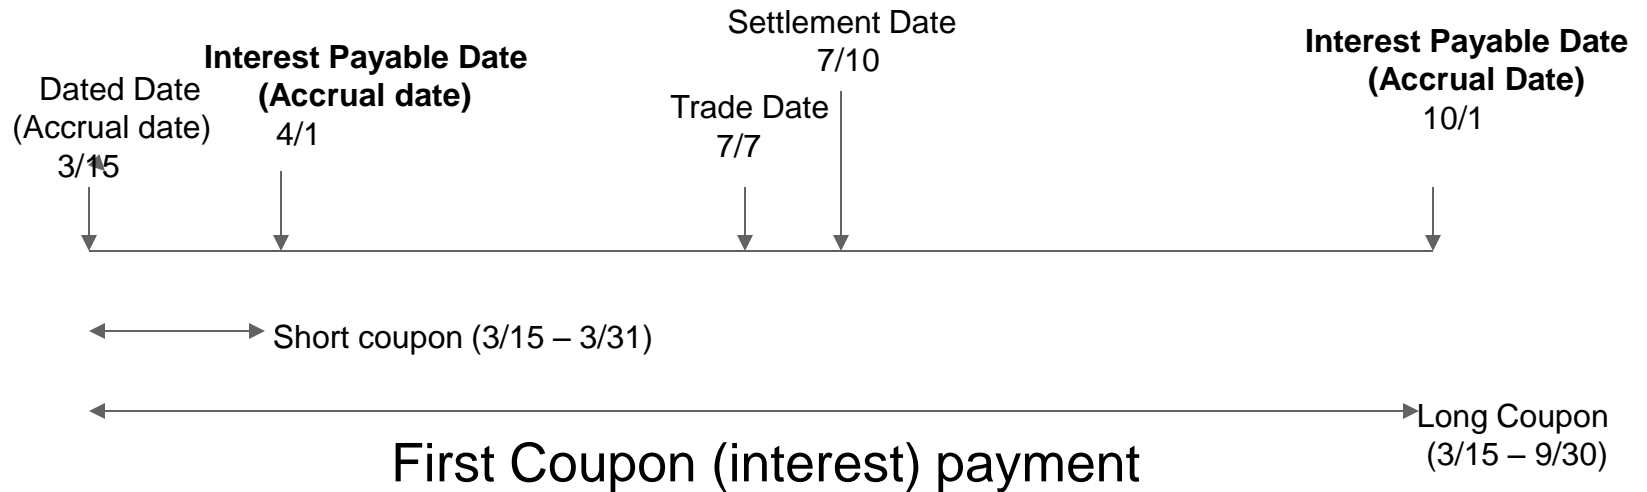 Dated Date
(Accrual date)
3/15
Interest Payable Date
(Accrual date)
4/1
Trade Date
7/7
Settlement Date
7/10
Interest Payable Date
(Accrual Date)
10/1
Short coupon (3/15 – 3/31)
Long Coupon
(3/15 – 9/30)
First Coupon (interest) payment